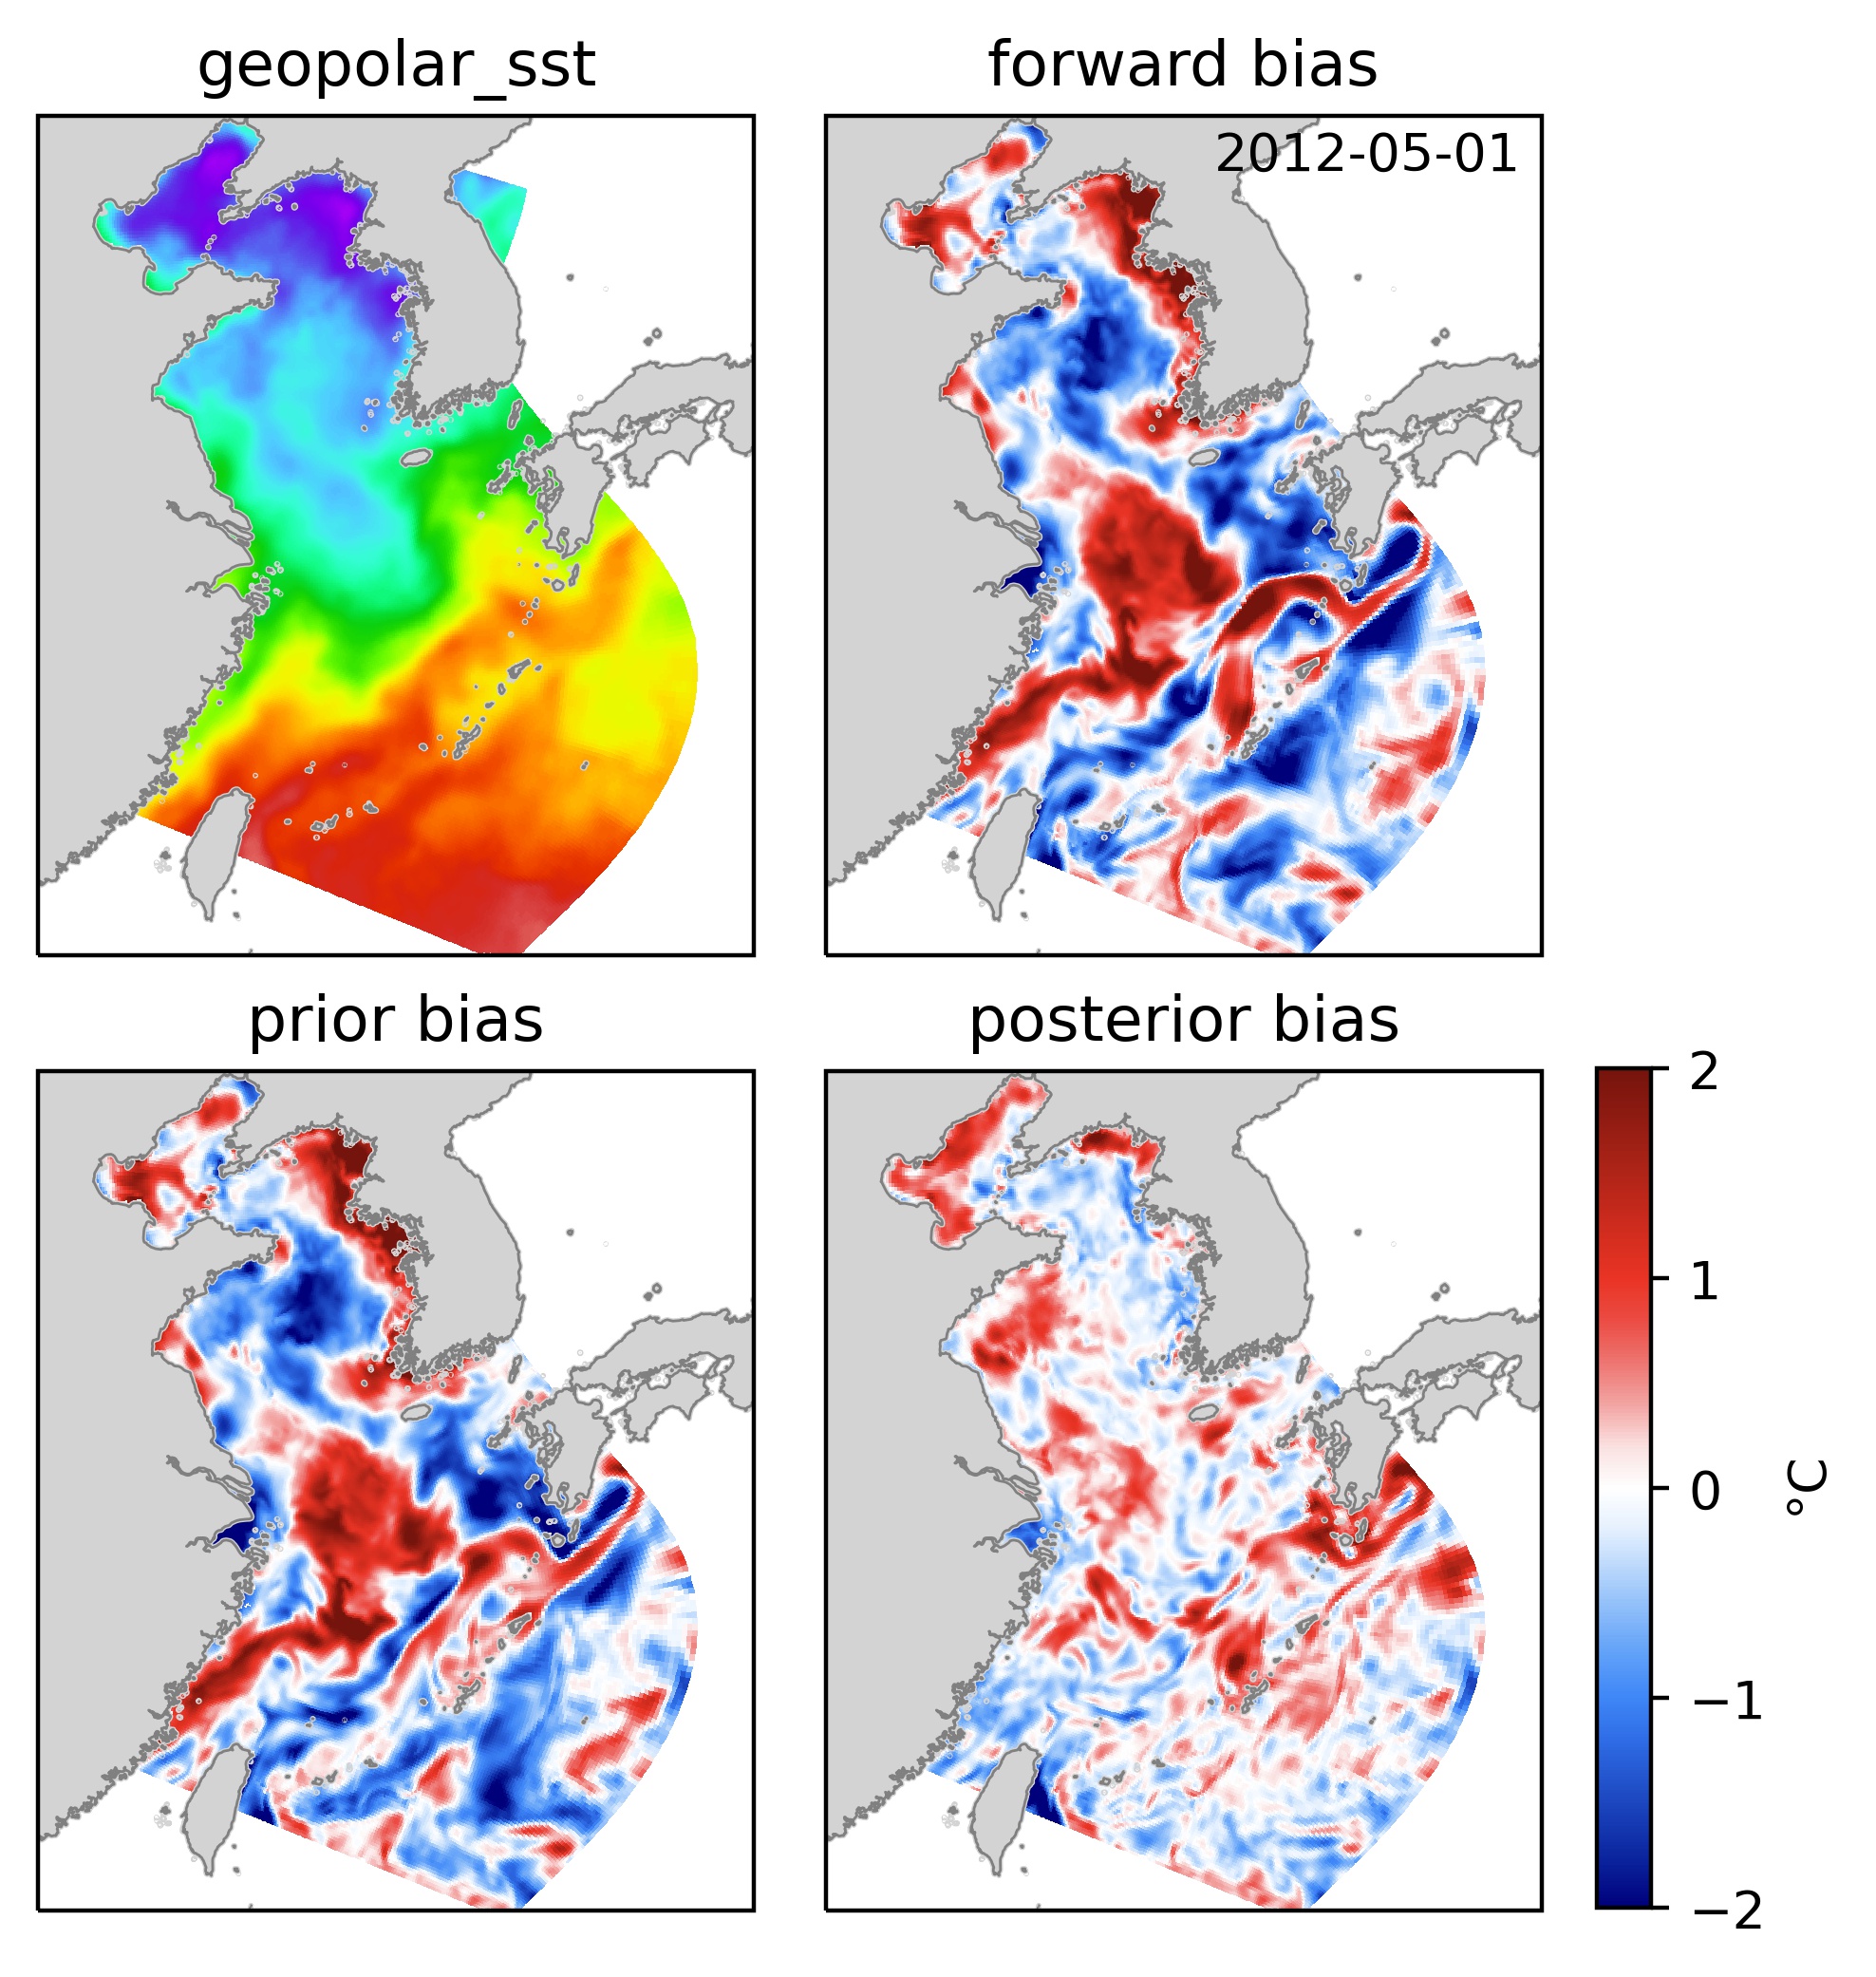 geopolar_sst
forward bias
2012-05-01
prior bias
posterior bias
2
1
0
−1
−2
°C